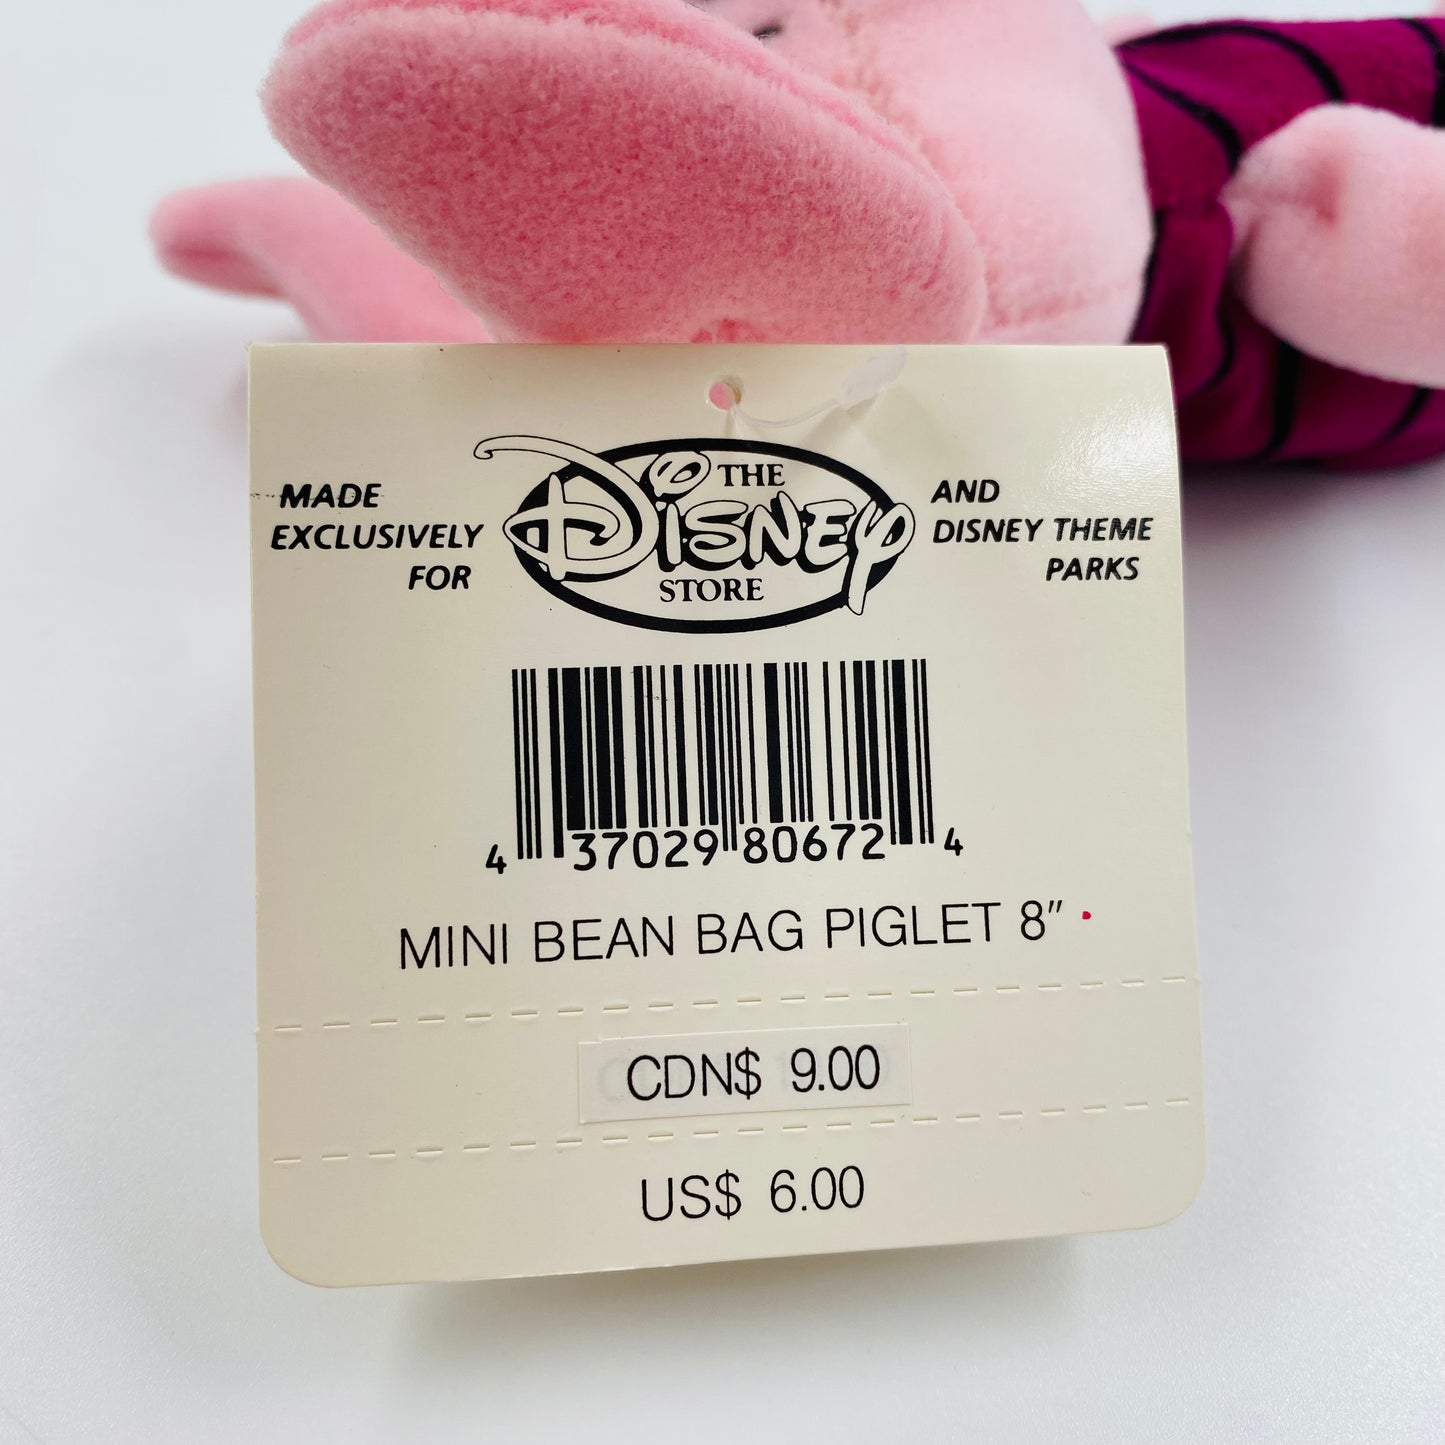 MADE
EXCLUSIVELY
FOR
THE
Disney
STORE
AND
DISNEY THEME
PARKS
4 37029 80672 4
MINI BEAN BAG PIGLET 8"
CDN$ 9.00
US$ 6.00